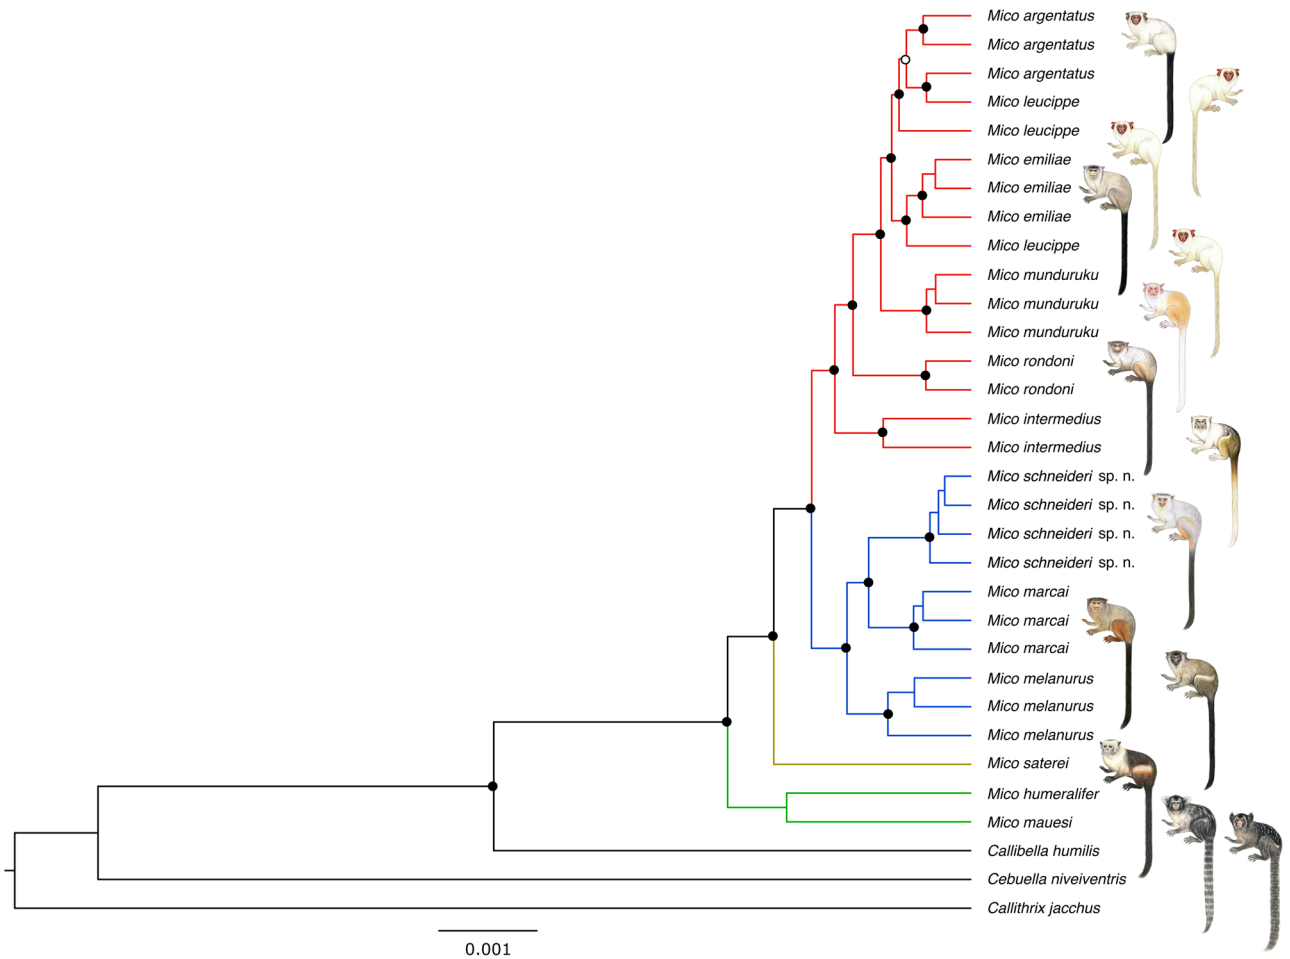 Mico argentatus
Mico argentatus
Mico argentatus
Mico leucippe
Mico leucippe
Mico emiliae
Mico emiliae
Mico emiliae
Mico leucippe
Mico munduruku
Mico munduruku
Mico munduruku
Mico rondoni
Mico rondoni
Mico intermedius
Mico intermedius
Mico schneideri sp. n.
Mico schneideri sp. n.
Mico schneideri sp. n.
Mico schneideri sp. n.
Mico marcai
Mico marcai
Mico marcai
Mico melanurus
Mico melanurus
Mico melanurus
Mico saterei
Mico humeralifer
Mico mauesi
Callibella humilis
Cebuella niveiventris
Callithrix jacchus
0.001